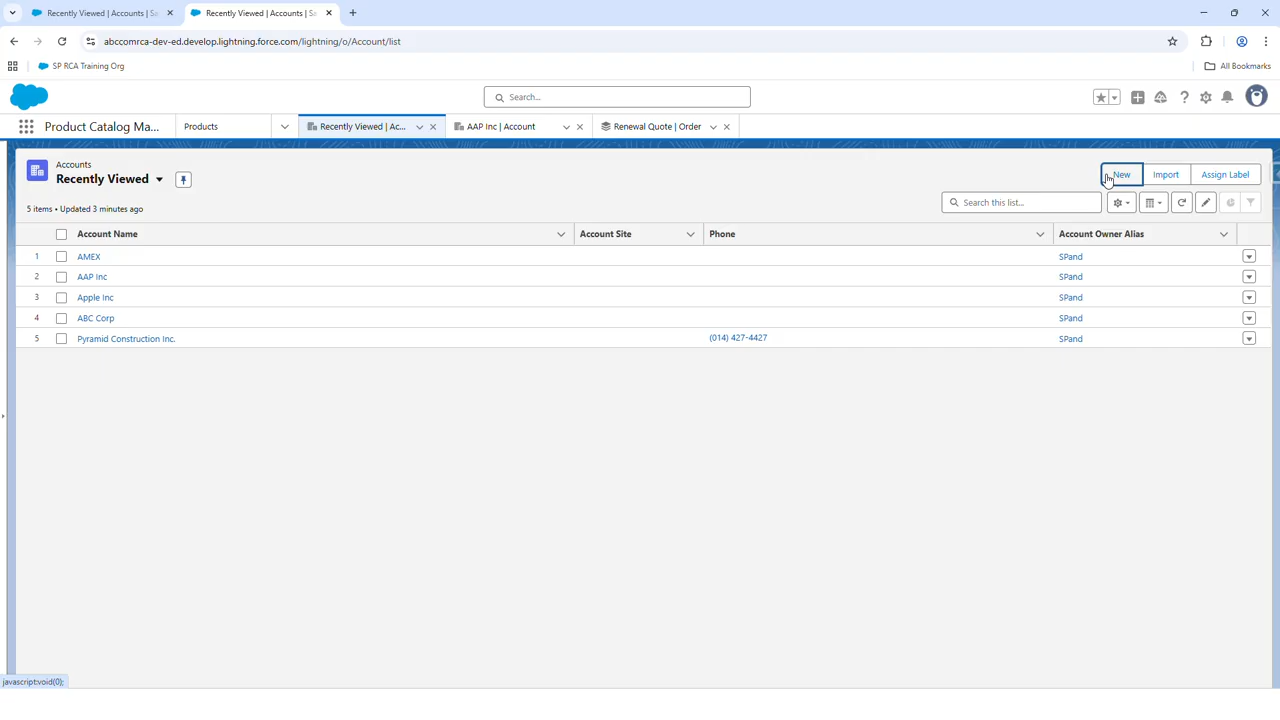 Recently Viewed | Accounts | Sa
Recently Viewed | Accounts | Sa
abccomrca-dev-ed.develop.lightning.force.com/lightning/o/Account/list
SP RCA Training Org
All Bookmarks
Search...
Product Catalog Ma...
Products
Recently Viewed | Ac...
AAP Inc | Account
Renewal Quote | Order
Accounts
Recently Viewed
New
Import
Assign Label
5 items • Updated 3 minutes ago
Search this list...
Account Name
Account Site
Phone
Account Owner Alias
1 AMEX SPand
2 AAP Inc SPand
3 Apple Inc SPand
4 ABC Corp SPand
5 Pyramid Construction Inc. (014) 427-4427 SPand
javascript:void(0);